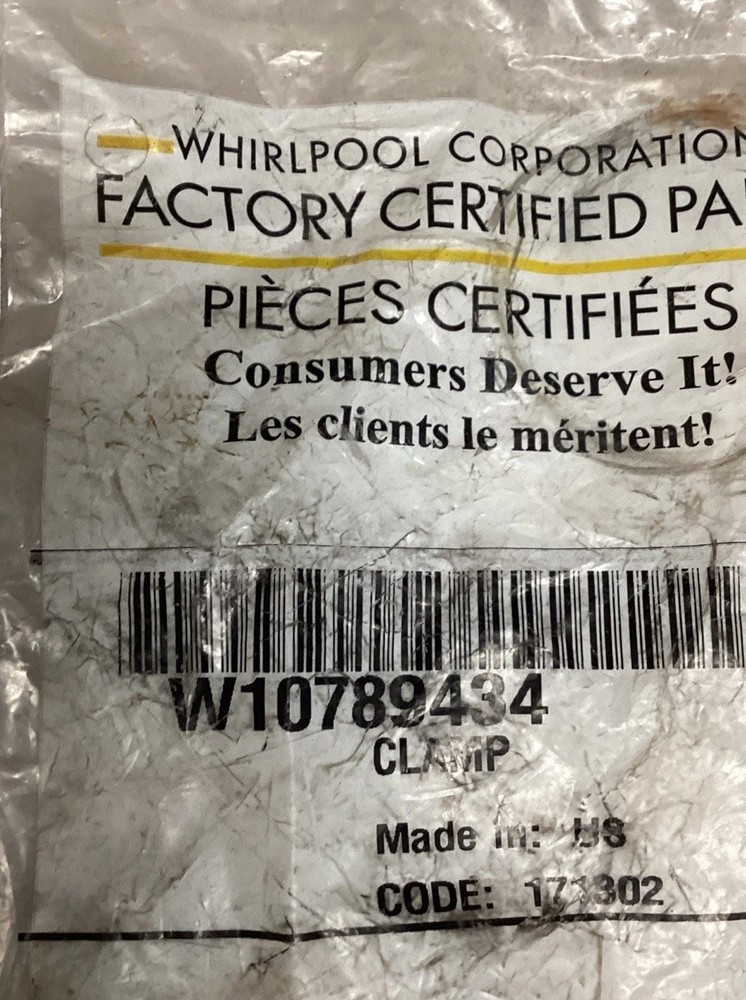 WHIRLPOOL CORPORATION
FACTORY CERTIFIED PA
PIÈCES CERTIFIÉES
Consumers Deserve It!
Les clients le méritent!
W10789434
CLAMP
Made in: US
CODE: